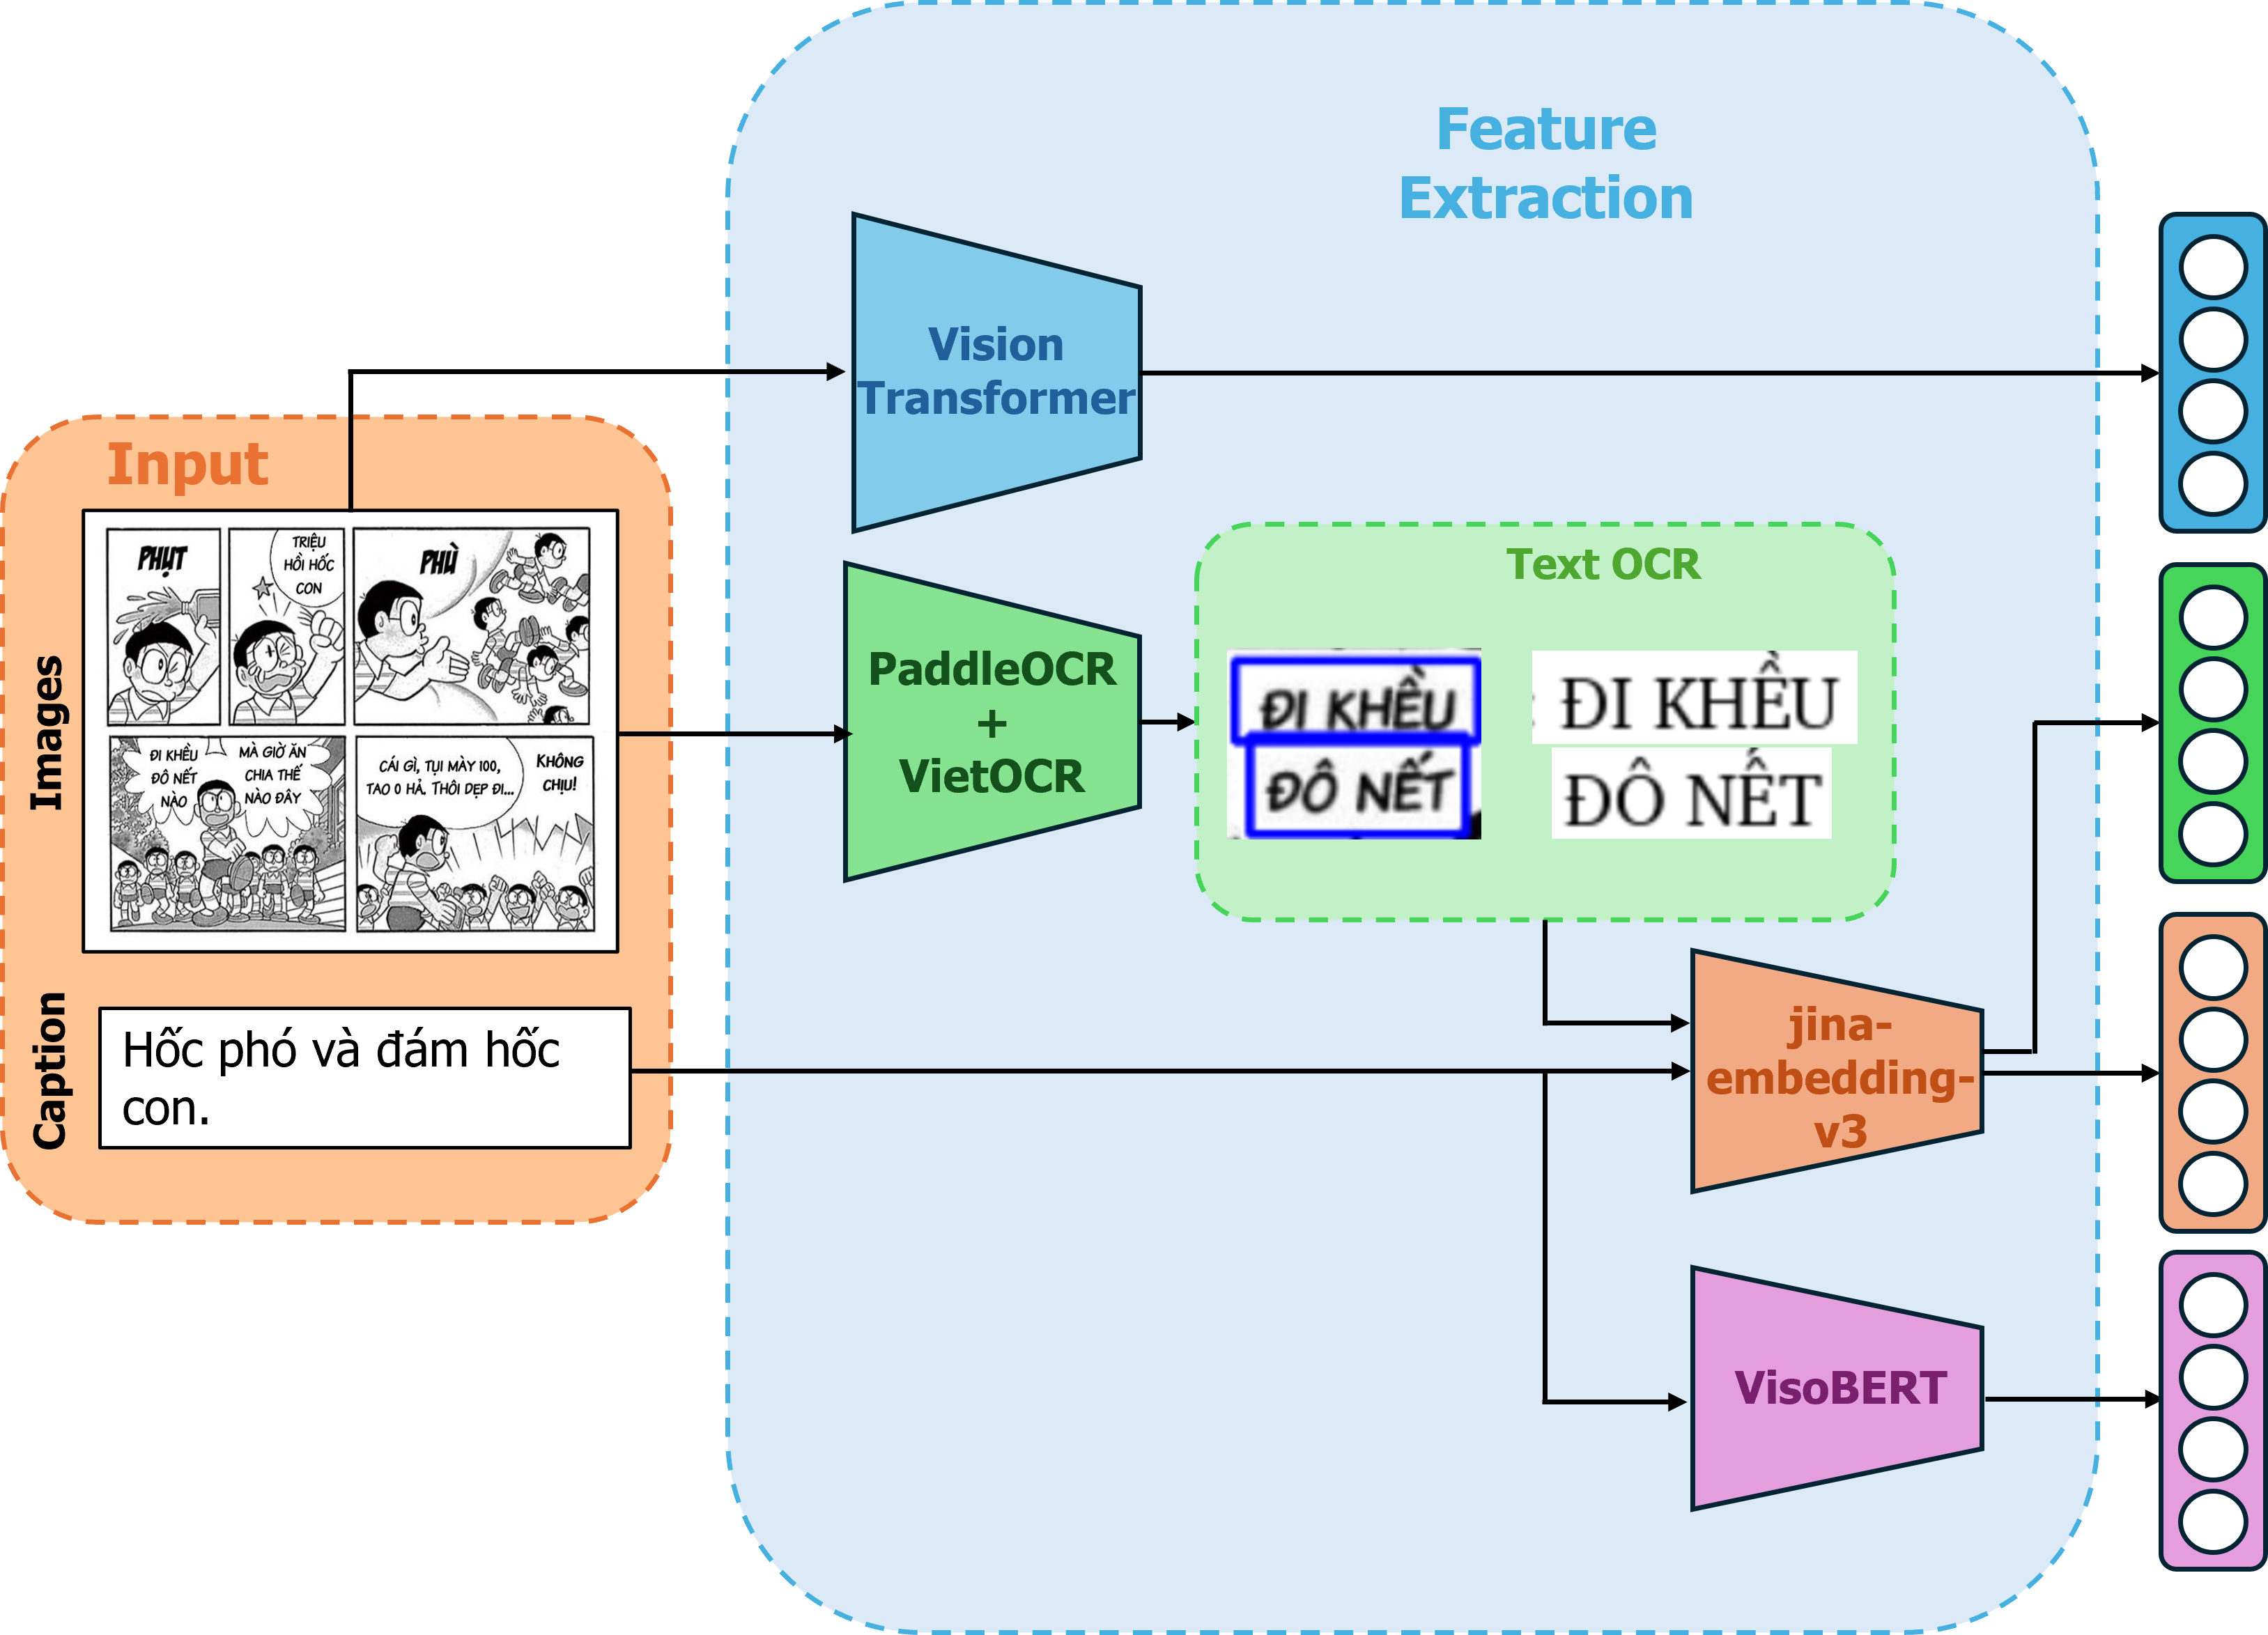 Feature
Extraction
Vision
Transformer
Input
Images
PHỤT
TRIỆU
HỒI HỐC
CON
PHÙ
ĐI KHỀU
ĐÔ NẾT
NÀO
MÀ GIỜ ĂN
CHIA THẾ
NÀO ĐÂY
CÁI GÌ, TỤI MÀY 100,
TAO 0 HẢ. THÔI DẸP ĐI...
KHÔNG
CHỊU!
PaddleOCR
+
VietOCR
Text OCR
ĐI KHỀU
ĐÔ NẾT
ĐI KHỀU
ĐÔ NẾT
Caption
Hốc phó và đám hốc
con.
jina-
embedding-
v3
VisoBERT